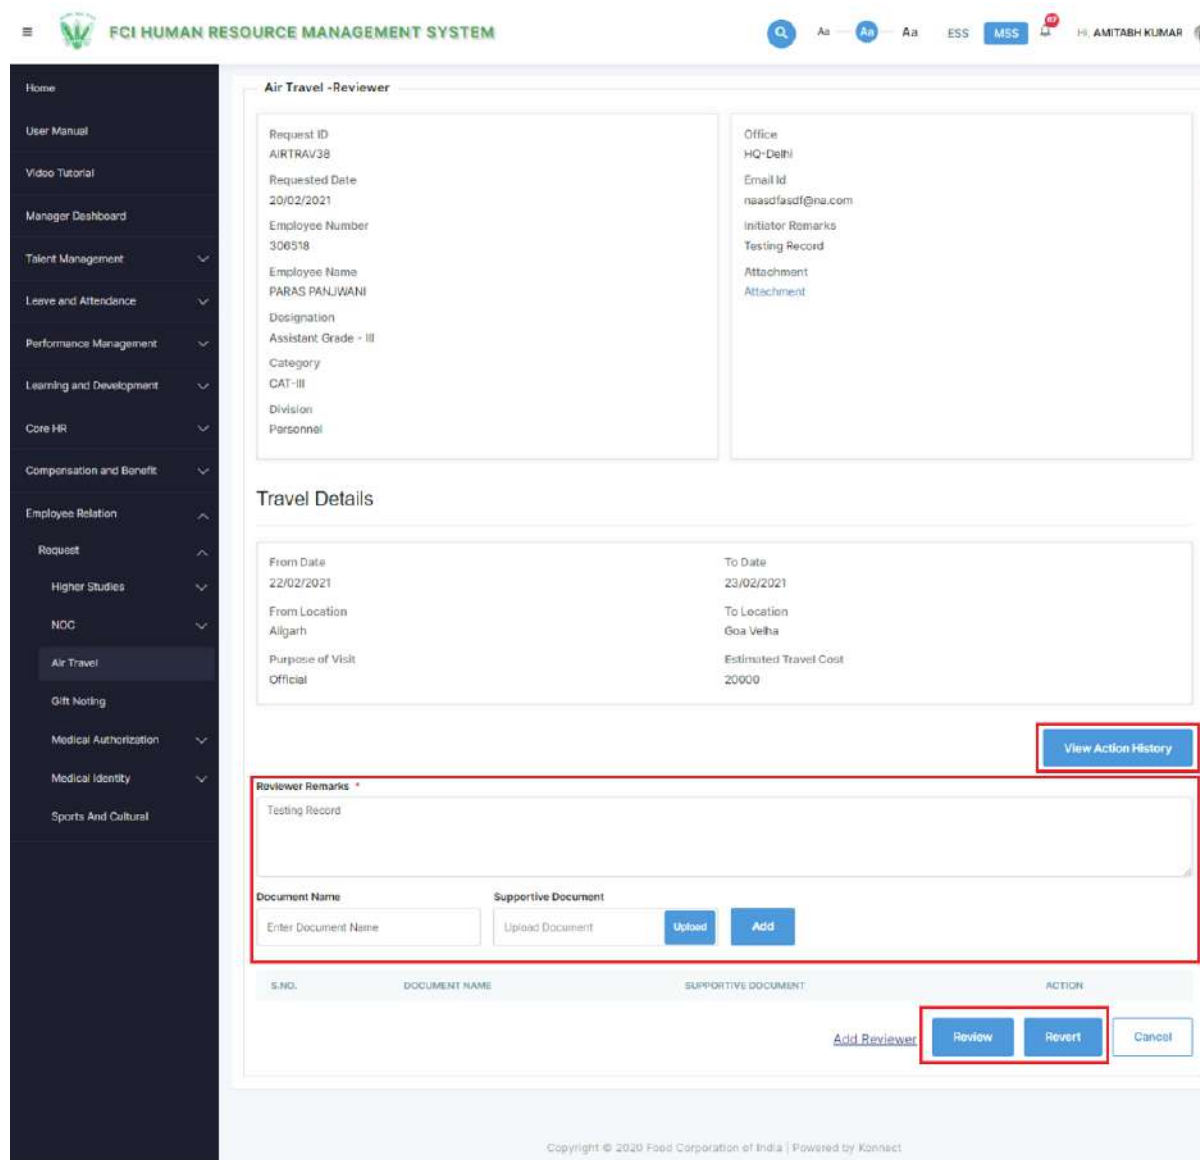 FCI HUMAN RESOURCE MANAGEMENT SYSTEM
Aa Aa Aa ESS MSS Hi, AMITABH KUMAR
Home
User Manual
Video Tutorial
Manager Dashboard
Talent Management
Leave and Attendance
Performance Management
Learning and Development
Core HR
Compensation and Benefit
Employee Relation
Request
Higher Studies
NOC
Air Travel
Gift Noting
Medical Authorization
Medical Identity
Sports And Cultural
Air Travel -Reviewer
Request ID
AIRTRAV38
Requested Date
20/02/2021
Employee Number
306518
Employee Name
PARAS PANJWANI
Designation
Assistant Grade - III
Category
CAT-III
Division
Personnel
Office
HQ-Delhi
Email Id
naasdfasdf@na.com
Initiator Remarks
Testing Record
Attachment
Attachment
Travel Details
From Date
22/02/2021
To Date
23/02/2021
From Location
Aligarh
To Location
Goa Velha
Purpose of Visit
Official
Estimated Travel Cost
20000
View Action History
Reviewer Remarks *
Testing Record
Document Name
Supportive Document
Enter Document Name
Upload Document Upload Add
S.NO. DOCUMENT NAME SUPPORTIVE DOCUMENT ACTION
Add Reviewer Review Revert Cancel
Copyright © 2020 Food Corporation of India | Powered by Konnect